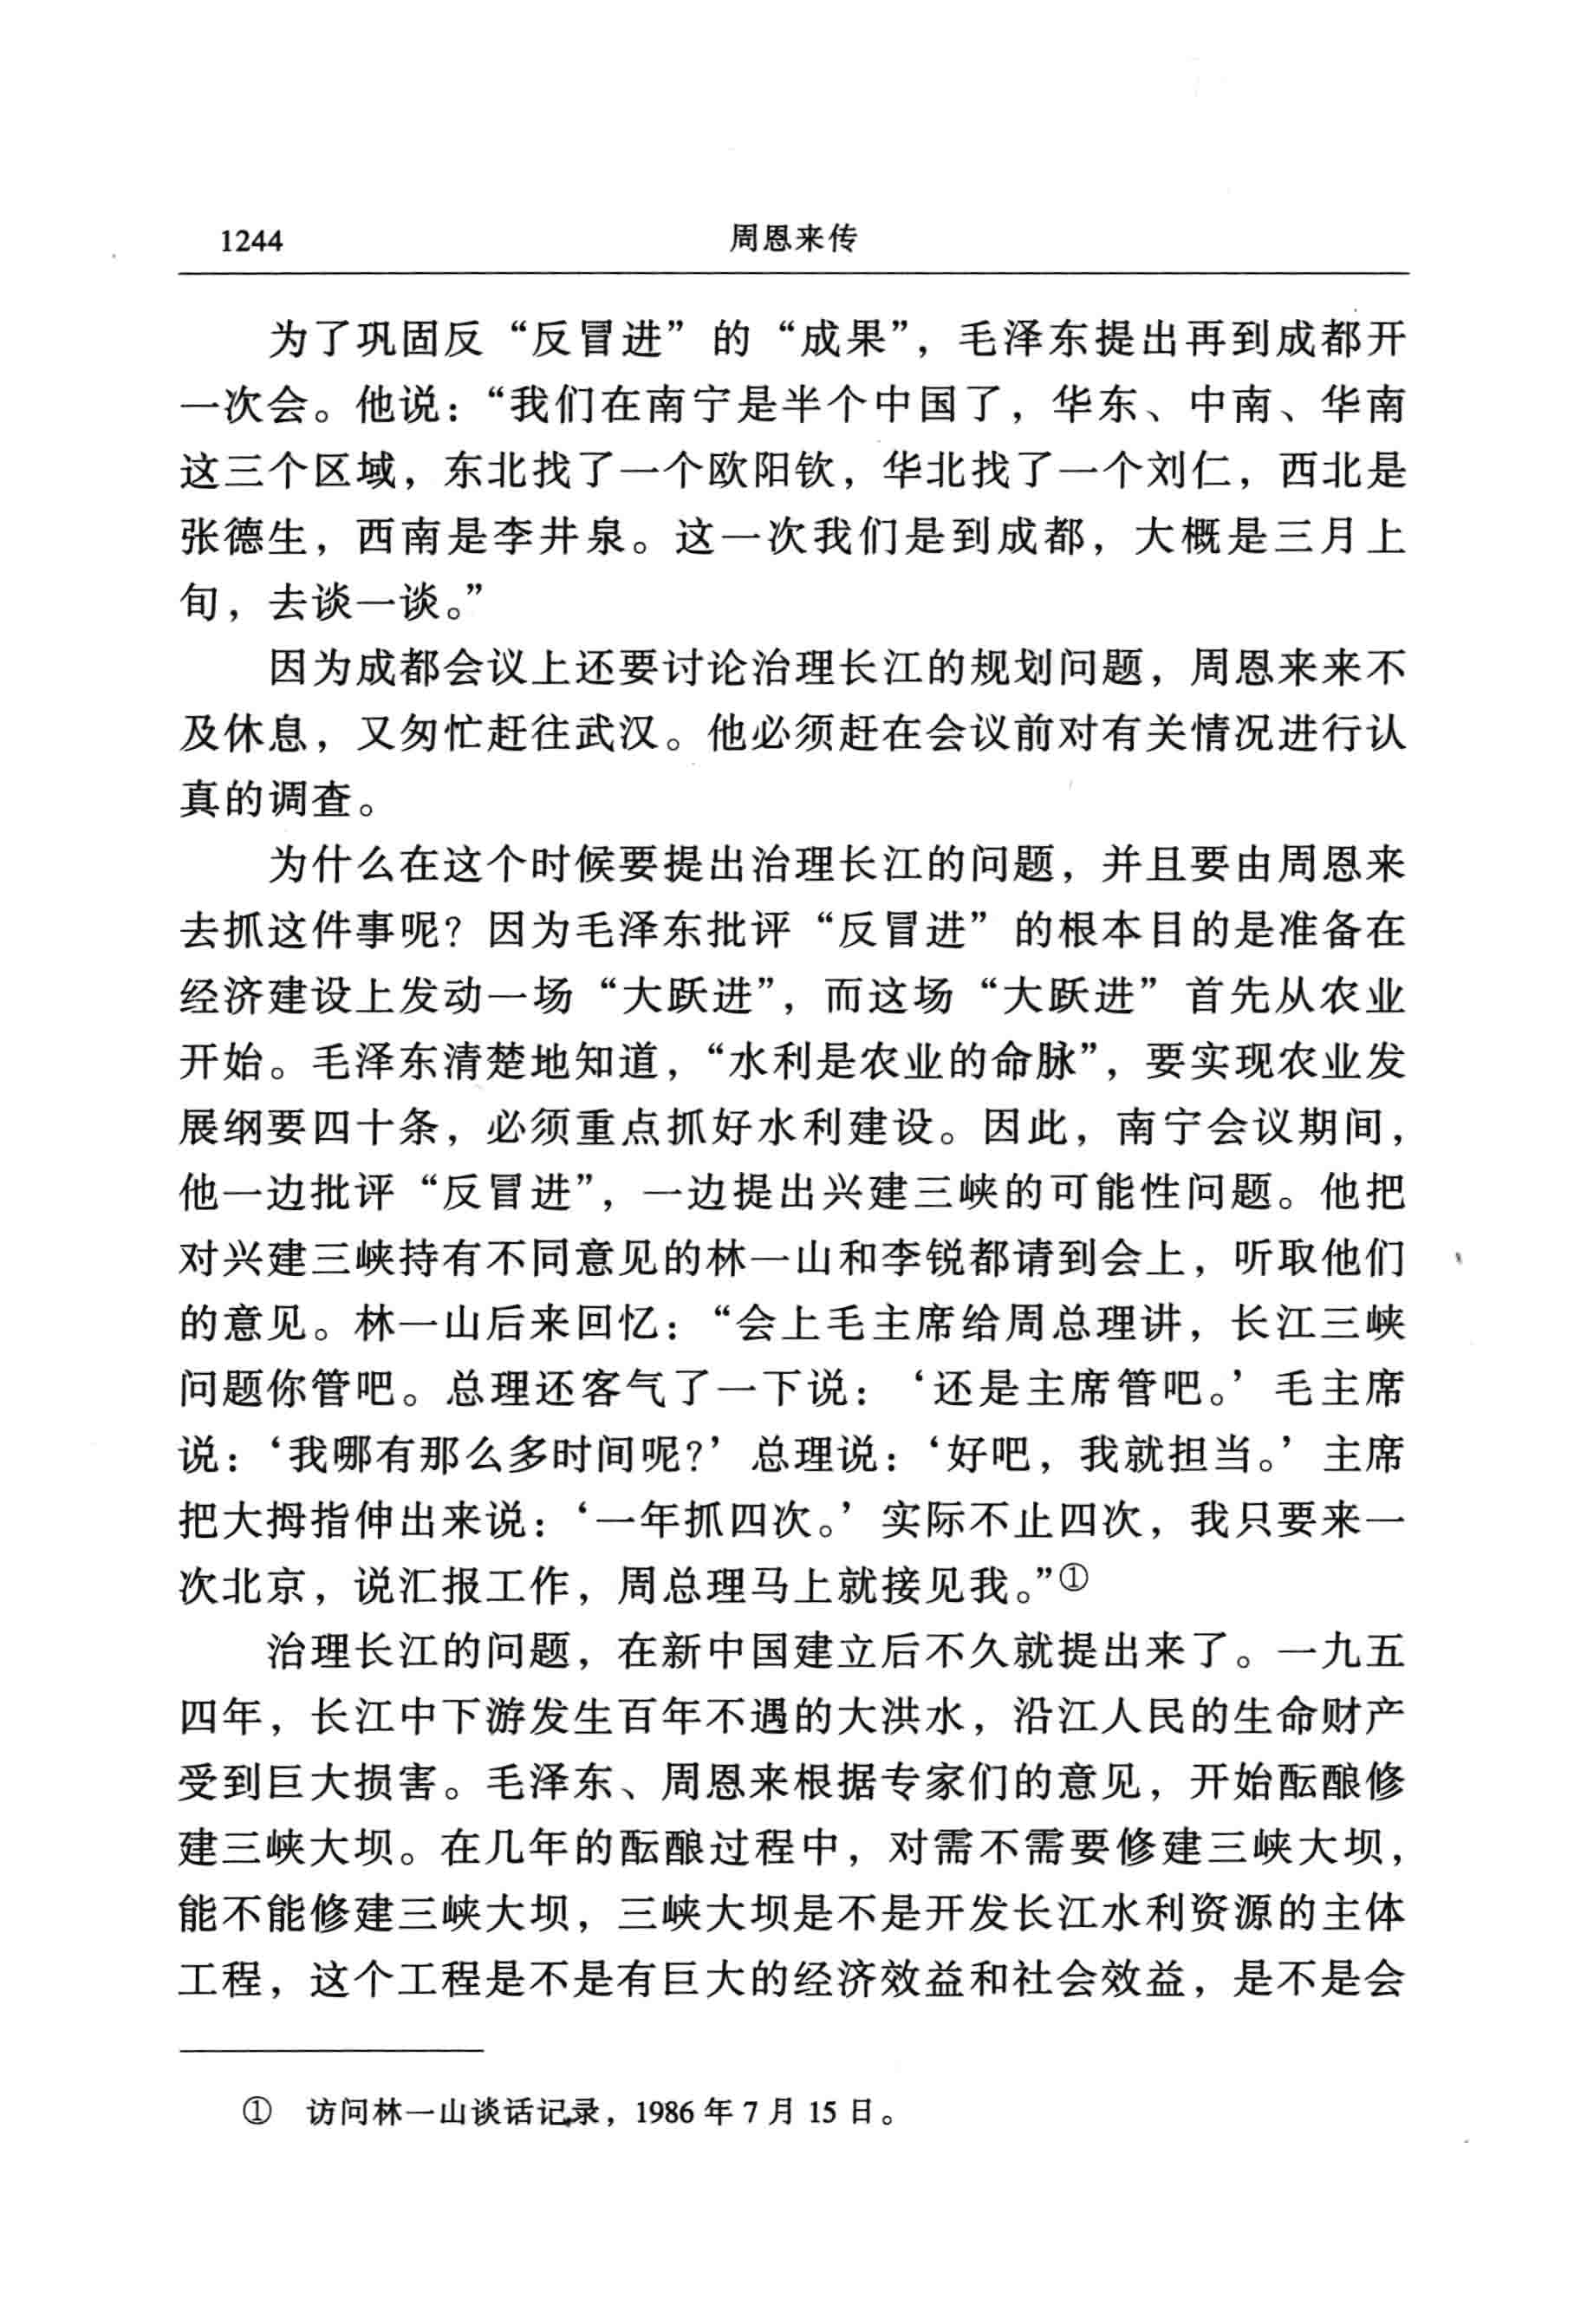 1244 周恩来传
为了巩固反“反冒进”的“成果”，毛泽东提出再到成都开
一次会。他说：“我们在南宁是半个中国了，华东、中南、华南
这三个区域，东北找了一个欧阳钦，华北找了一个刘仁，西北是
张德生，西南是李井泉。这一次我们是到成都，大概是三月上
旬，去谈一谈。”
因为成都会议上还要讨论治理长江的规划问题，周恩来来不
及休息，又匆忙赶往武汉。他必须赶在会议前对有关情况进行认
真的调查。
为什么在这个时候要提出治理长江的问题，并且要由周恩来
去抓这件事呢？因为毛泽东批评“反冒进”的根本目的是准备在
经济建设上发动一场“大跃进”，而这场“大跃进”首先从农业
开始。毛泽东清楚地知道，“水利是农业的命脉”，要实现农业发
展纲要四十条，必须重点抓好水利建设。因此，南宁会议期间，
他一边批评“反冒进”，一边提出兴建三峡的可能性问题。他把
对兴建三峡持有不同意见的林一山和李锐都请到会上，听取他们
的意见。林一山后来回忆：“会上毛主席给周总理讲，长江三峡
问题你管吧。总理还客气了一下说：‘还是主席管吧。’毛主席
说：‘我哪有那么多时间呢？’总理说：‘好吧，我就担当。’主席
把大拇指伸出来说：‘一年抓四次。’实际不止四次，我只要来一
次北京，说汇报工作，周总理马上就接见我。”①
治理长江的问题，在新中国建立后不久就提出来了。一九五
四年，长江中下游发生百年不遇的大洪水，沿江人民的生命财产
受到巨大损害。毛泽东、周恩来根据专家们的意见，开始酝酿修
建三峡大坝。在几年的酝酿过程中，对需不需要修建三峡大坝，
能不能修建三峡大坝，三峡大坝是不是开发长江水利资源的主体
工程，这个工程是不是有巨大的经济效益和社会效益，是不是会
① 访问林一山谈话记录，1986年7月15日。